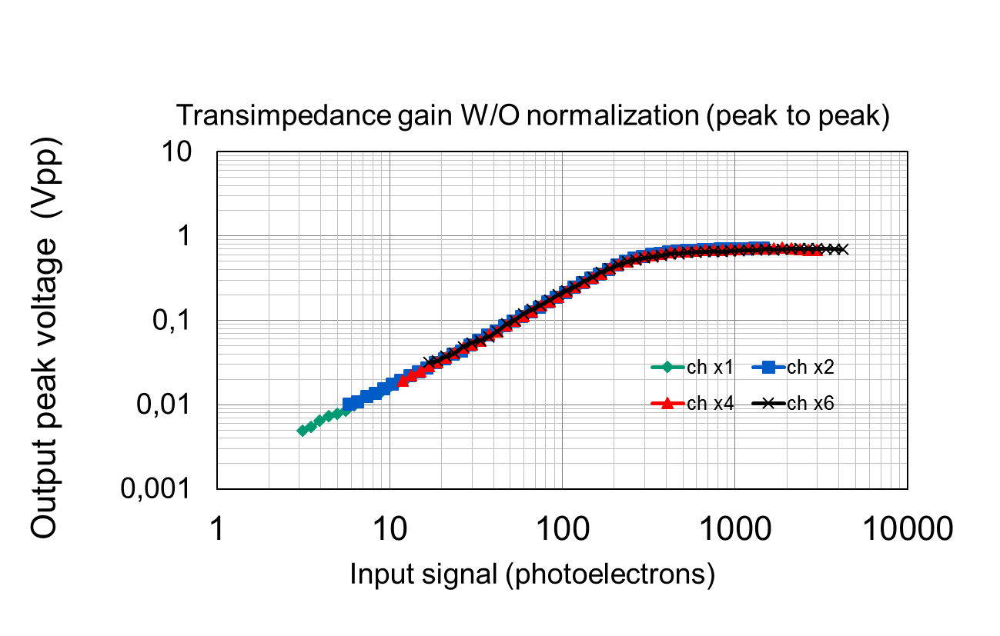 Transimpedance gain W/O normalization (peak to peak)
Output peak voltage (Vpp)
10
1
0,1
0,01
0,001
ch x1 ch x2
ch x4 ch x6
1 10 100 1000 10000
Input signal (photoelectrons)